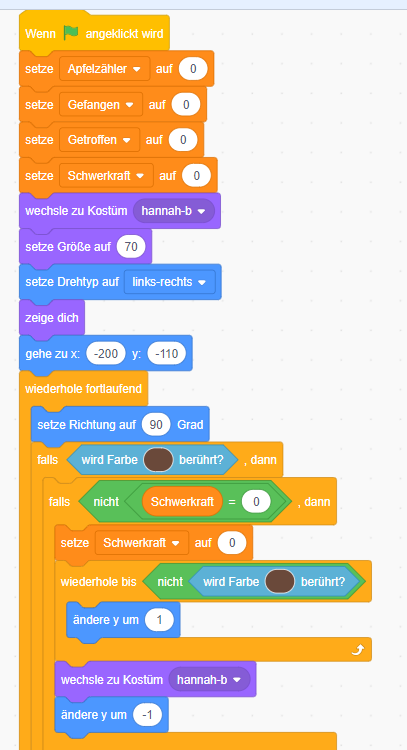 Wenn angeklickt wird
setze Apfelzähler auf 0
setze Gefangen auf 0
setze Getroffen auf 0
setze Schwerkraft auf 0
wechsle zu Kostüm hannah-b
setze Größe auf 70
setze Drehtyp auf links-rechts
zeige dich
gehe zu x: -200 y: -110
wiederhole fortlaufend
setze Richtung auf 90 Grad
falls wird Farbe berührt? , dann
falls nicht Schwerkraft = 0 , dann
setze Schwerkraft auf 0
wiederhole bis nicht wird Farbe berührt?
ändere y um 1
wechsle zu Kostüm hannah-b
ändere y um -1